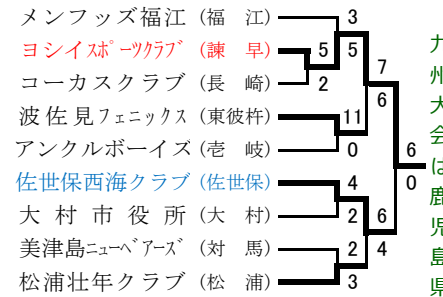 メンフッズ福江 (福 江)
ヨシイスポーツクラブ (諫 早)
コーカスクラブ (長 崎)
波佐見フェニックス (東彼杵)
アンクルボーイズ (壱 岐)
佐世保西海クラブ (佐世保)
大村市役所 (大 村)
美津島ニューベアーズ (対 馬)
松浦壮年クラブ (松 浦)
3
5
5
2
7
6
11
0
6
0
4
2
6
4
2
3
九州大会は鹿児島県